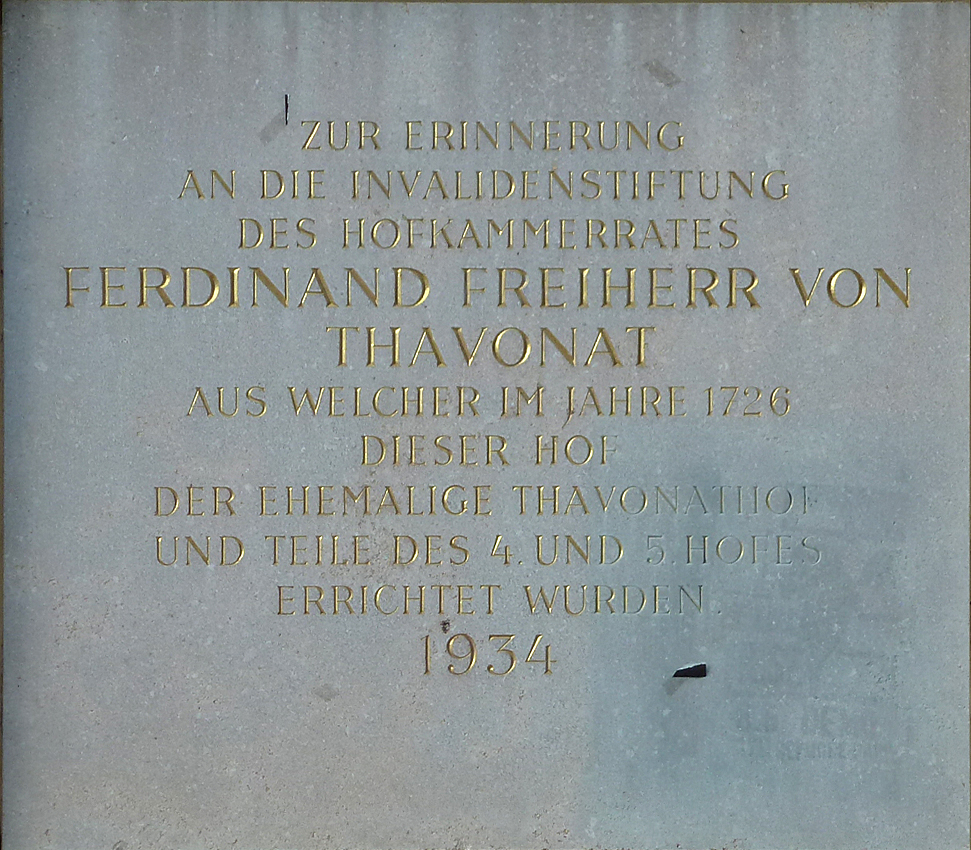 ZUR ERINNERUNG
AN DIE INVALIDENSTIFTUNG
DES HOFKAMMERRATES
FERDINAND FREIHERR VON
THAVONAT
AUS WELCHER IM JAHRE 1726
DIESER HOF
DER EHEMALIGE THAVONATHOF
UND TEILE DES 4. UND 5. HOFES
ERRICHTET WURDEN.
1934